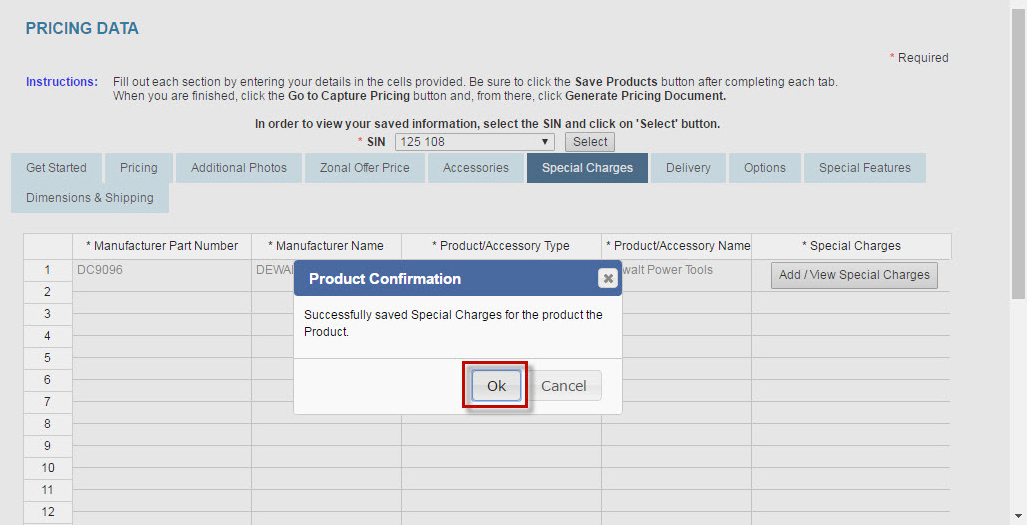 PRICING DATA
* Required
Instructions: Fill out each section by entering your details in the cells provided. Be sure to click the Save Products button after completing each tab.
When you are finished, click the Go to Capture Pricing button and, from there, click Generate Pricing Document.
In order to view your saved information, select the SIN and click on 'Select' button.
* SIN 125 108 Select
Get Started Pricing Additional Photos Zonal Offer Price Accessories Special Charges Delivery Options Special Features
Dimensions & Shipping
* Manufacturer Part Number * Manufacturer Name * Product/Accessory Type * Product/Accessory Name * Special Charges
1 DC9096 DEWA walt Power Tools Add / View Special Charges
Product Confirmation
Successfully saved Special Charges for the product the
Product.
Ok Cancel
2
3
4
5
6
7
8
9
10
11
12